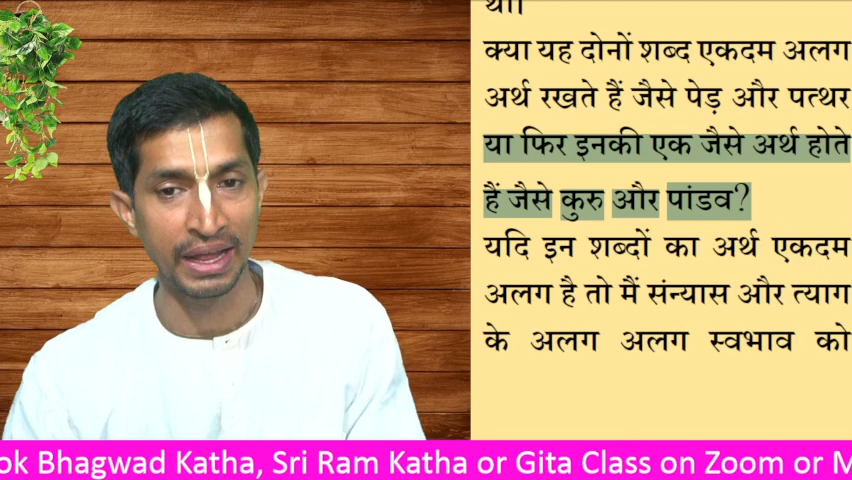 था।
क्या यह दोनों शब्द एकदम अलग
अर्थ रखते हैं जैसे पेड़ और पत्थर
या फिर इनकी एक जैसे अर्थ होते
हैं जैसे कुरु और पांडव?
यदि इन शब्दों का अर्थ एकदम
अलग है तो मैं संन्यास और त्याग
के अलग अलग स्वभाव को
ok Bhagwad Katha, Sri Ram Katha or Gita Class on Zoom or M